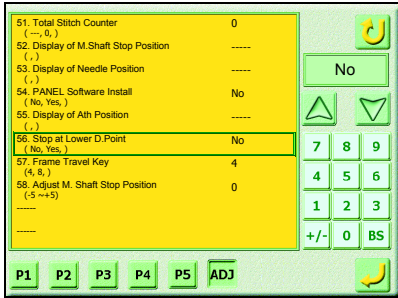 51. Total Stitch Counter 0
( ---, 0, )
52. Display of M.Shaft Stop Position -----
( , )
53. Display of Needle Position -----
( , )
54. PANEL Software Install No
( No, Yes, )
55. Display of Ath Position -----
( , )
56. Stop at Lower D.Point No
( No, Yes, )
57. Frame Travel Key 4
(4, 8, )
58. Adjust M. Shaft Stop Position 0
(-5 ~+5)
------
------
No
7 8 9
4 5 6
1 2 3
+/- 0 BS
P1 P2 P3 P4 P5 ADJ